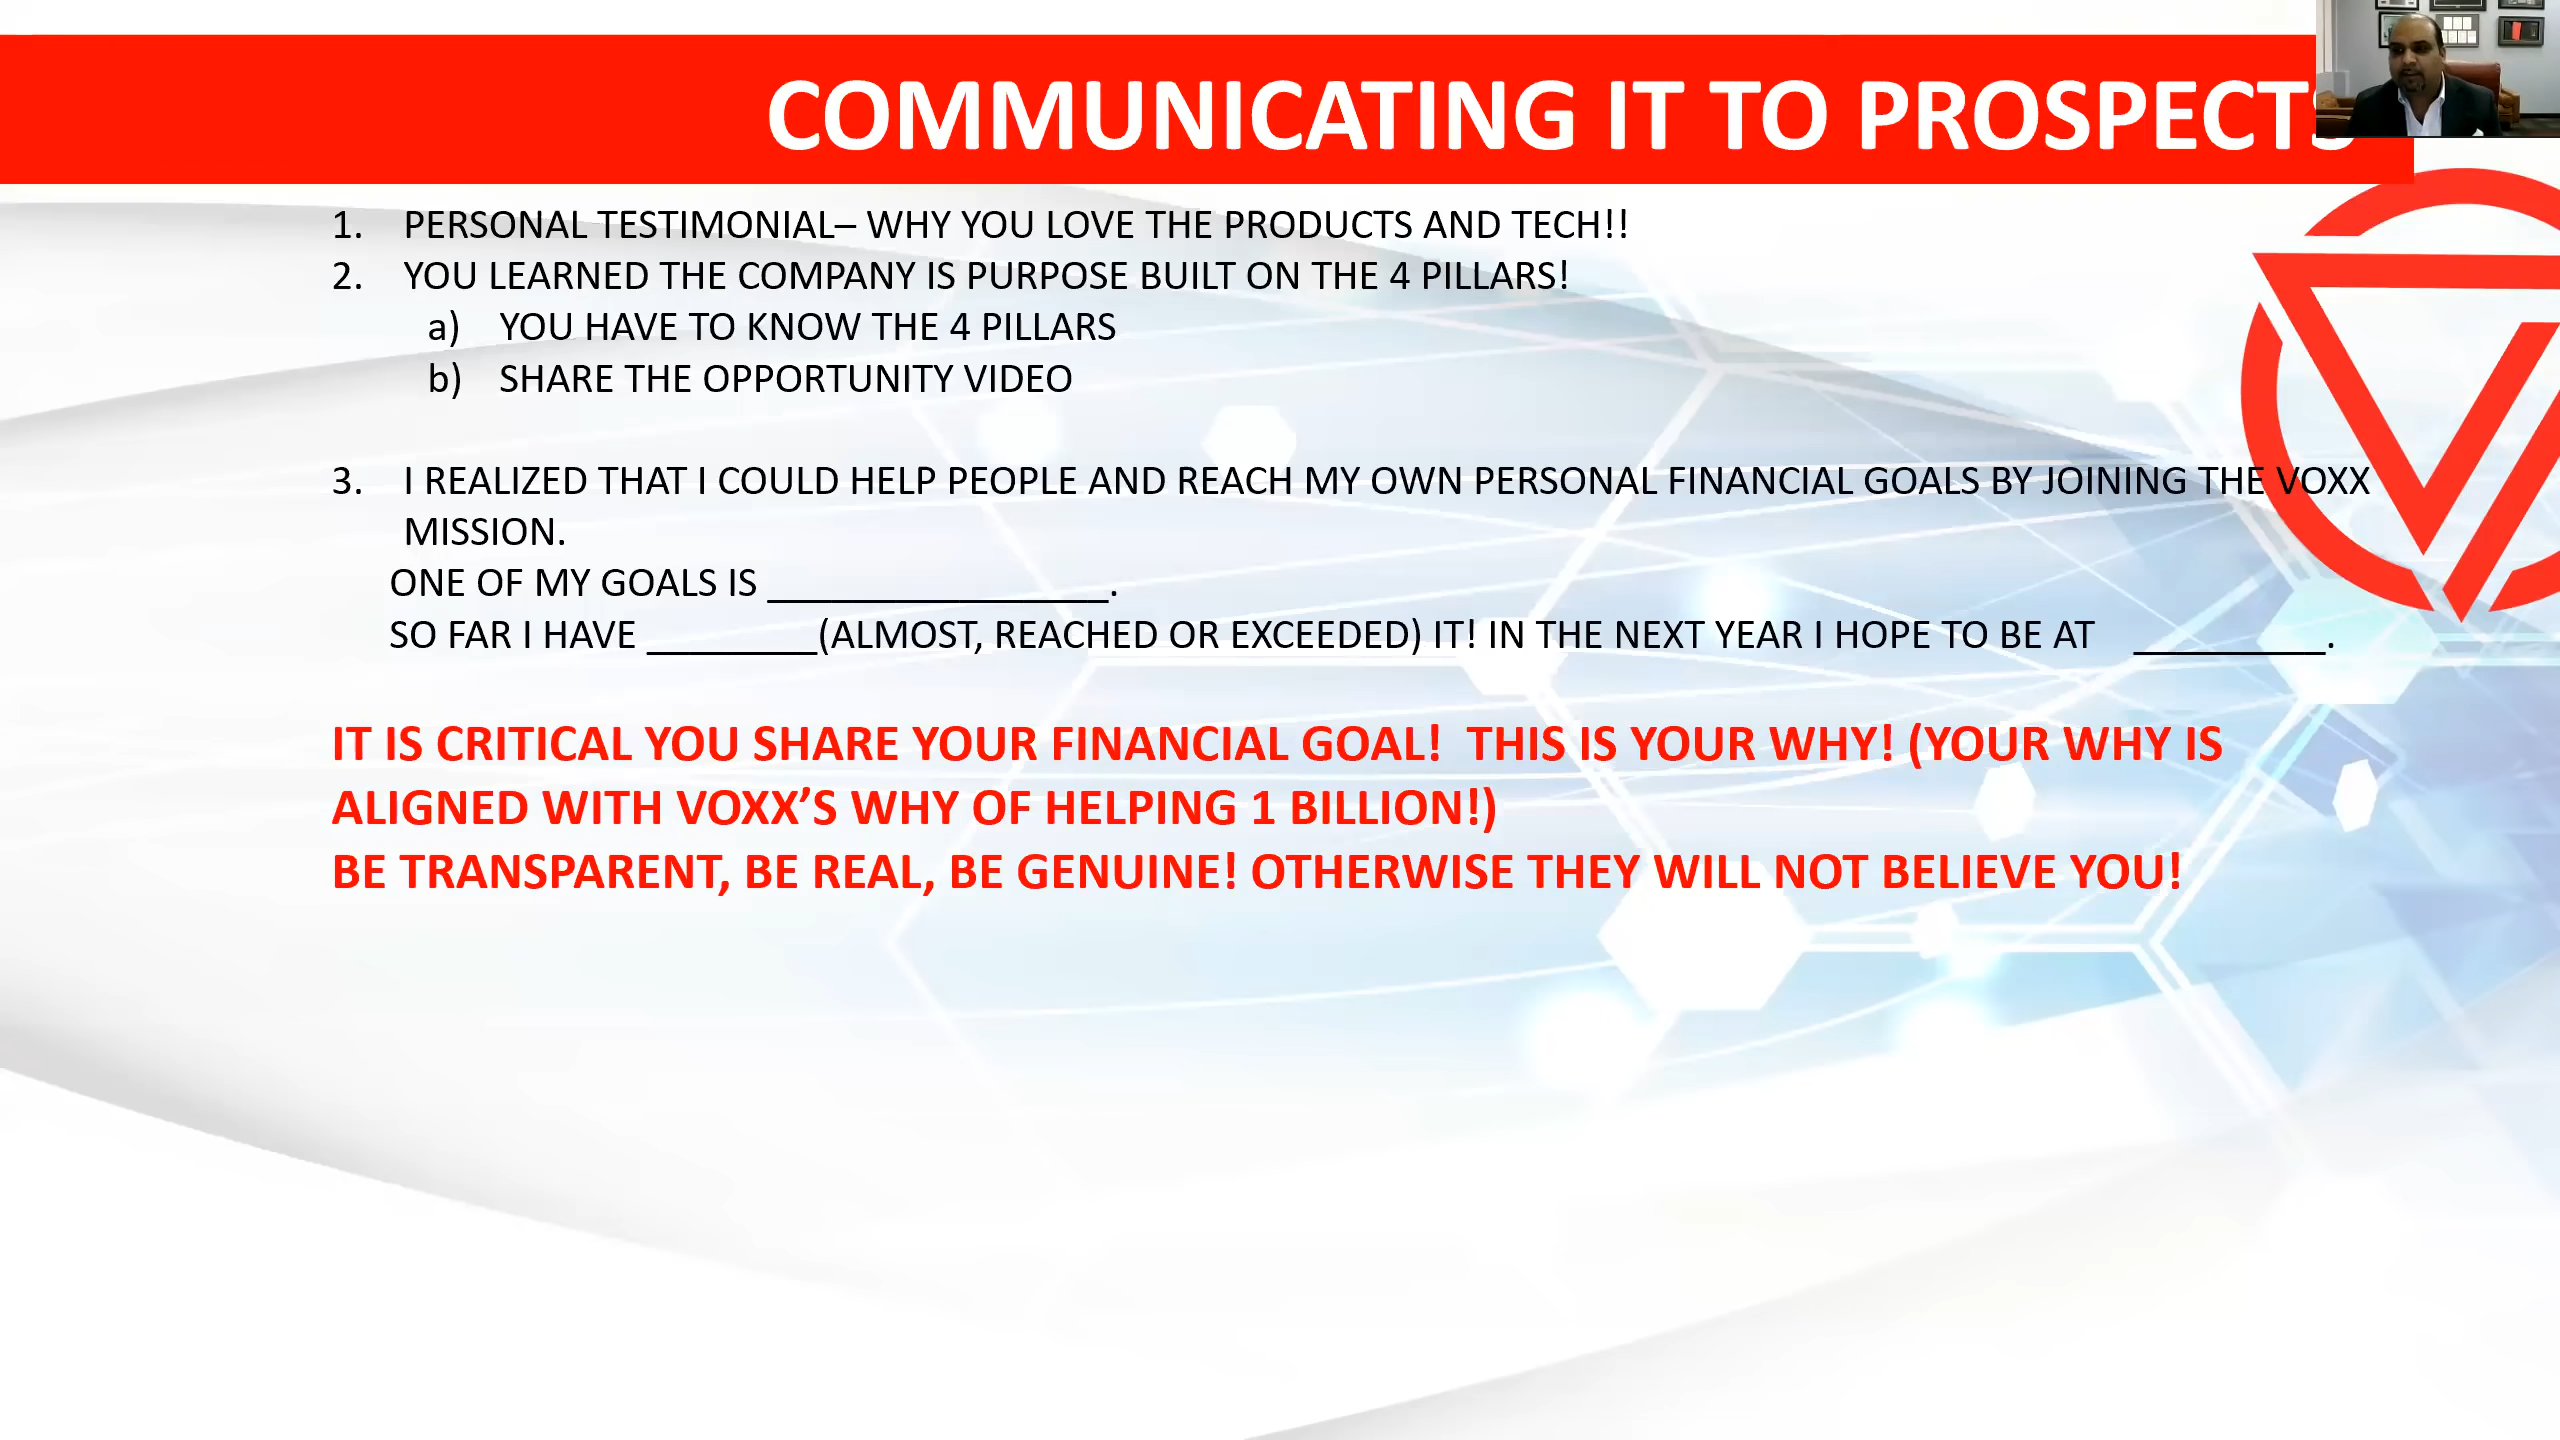 COMMUNICATING IT TO PROSPECTS
1. PERSONAL TESTIMONIAL– WHY YOU LOVE THE PRODUCTS AND TECH!!
2. YOU LEARNED THE COMPANY IS PURPOSE BUILT ON THE 4 PILLARS!
a) YOU HAVE TO KNOW THE 4 PILLARS
b) SHARE THE OPPORTUNITY VIDEO
3. I REALIZED THAT I COULD HELP PEOPLE AND REACH MY OWN PERSONAL FINANCIAL GOALS BY JOINING THE VOXX
MISSION.
ONE OF MY GOALS IS ________________.
SO FAR I HAVE ________(ALMOST, REACHED OR EXCEEDED) IT! IN THE NEXT YEAR I HOPE TO BE AT _________.
IT IS CRITICAL YOU SHARE YOUR FINANCIAL GOAL! THIS IS YOUR WHY! (YOUR WHY IS
ALIGNED WITH VOXX’S WHY OF HELPING 1 BILLION!)
BE TRANSPARENT, BE REAL, BE GENUINE! OTHERWISE THEY WILL NOT BELIEVE YOU!